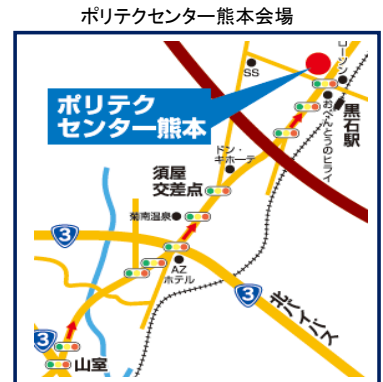 ポリテクセンター熊本会場
ローソン
SS
ポリテク
センター熊本
黒石駅
おべんとうのヒライ
ドン・
キホーテ
須屋
交差点
菊南温泉
3
AZ
ホテル
3
北バイパス
3
山室